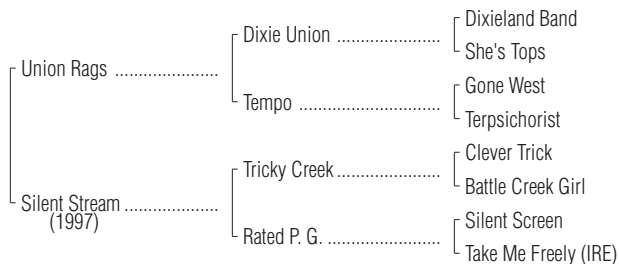 Dixieland Band
Dixie Union
She's Tops
Union Rags
Gone West
Tempo
Terpsichorist
Clever Trick
Tricky Creek
Battle Creek Girl
Silent Stream
(1997)
Silent Screen
Rated P. G.
Take Me Freely (IRE)